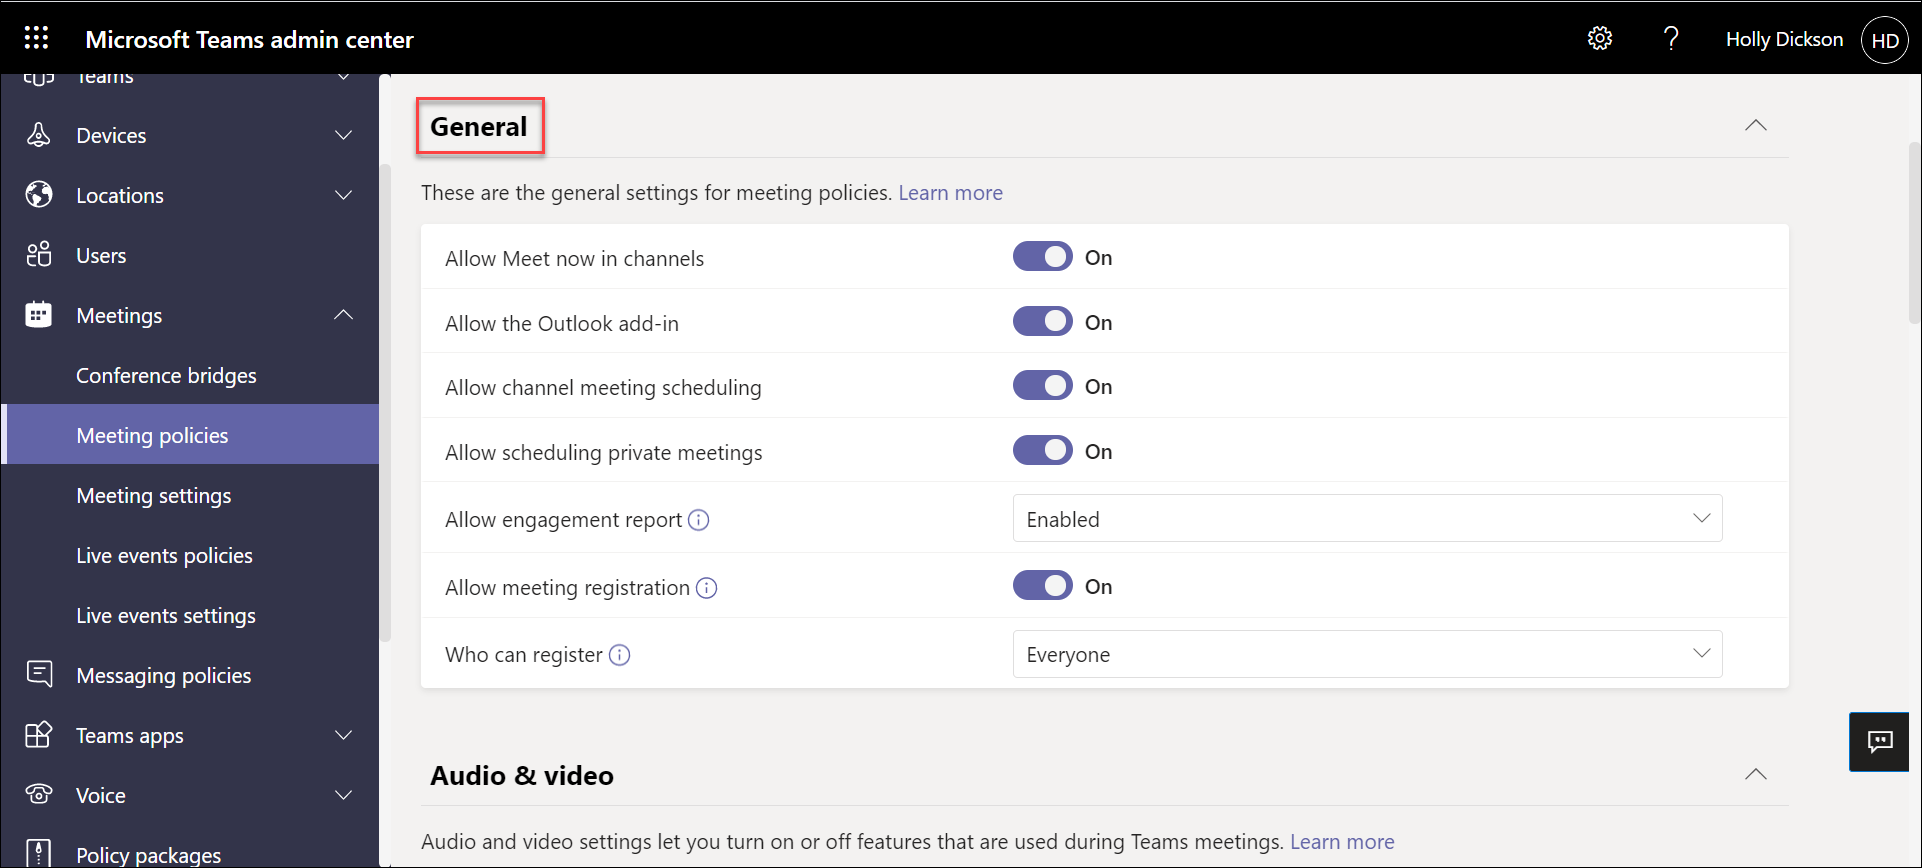 Microsoft Teams admin center
Holly Dickson
HD
Teams
Devices
Locations
Users
Meetings
Conference bridges
Meeting policies
Meeting settings
Live events policies
Live events settings
Messaging policies
Teams apps
Voice
Policy packages
General
These are the general settings for meeting policies. Learn more
Allow Meet now in channels On
Allow the Outlook add-in On
Allow channel meeting scheduling On
Allow scheduling private meetings On
Allow engagement report Enabled
Allow meeting registration On
Who can register Everyone
Audio & video
Audio and video settings let you turn on or off features that are used during Teams meetings. Learn more